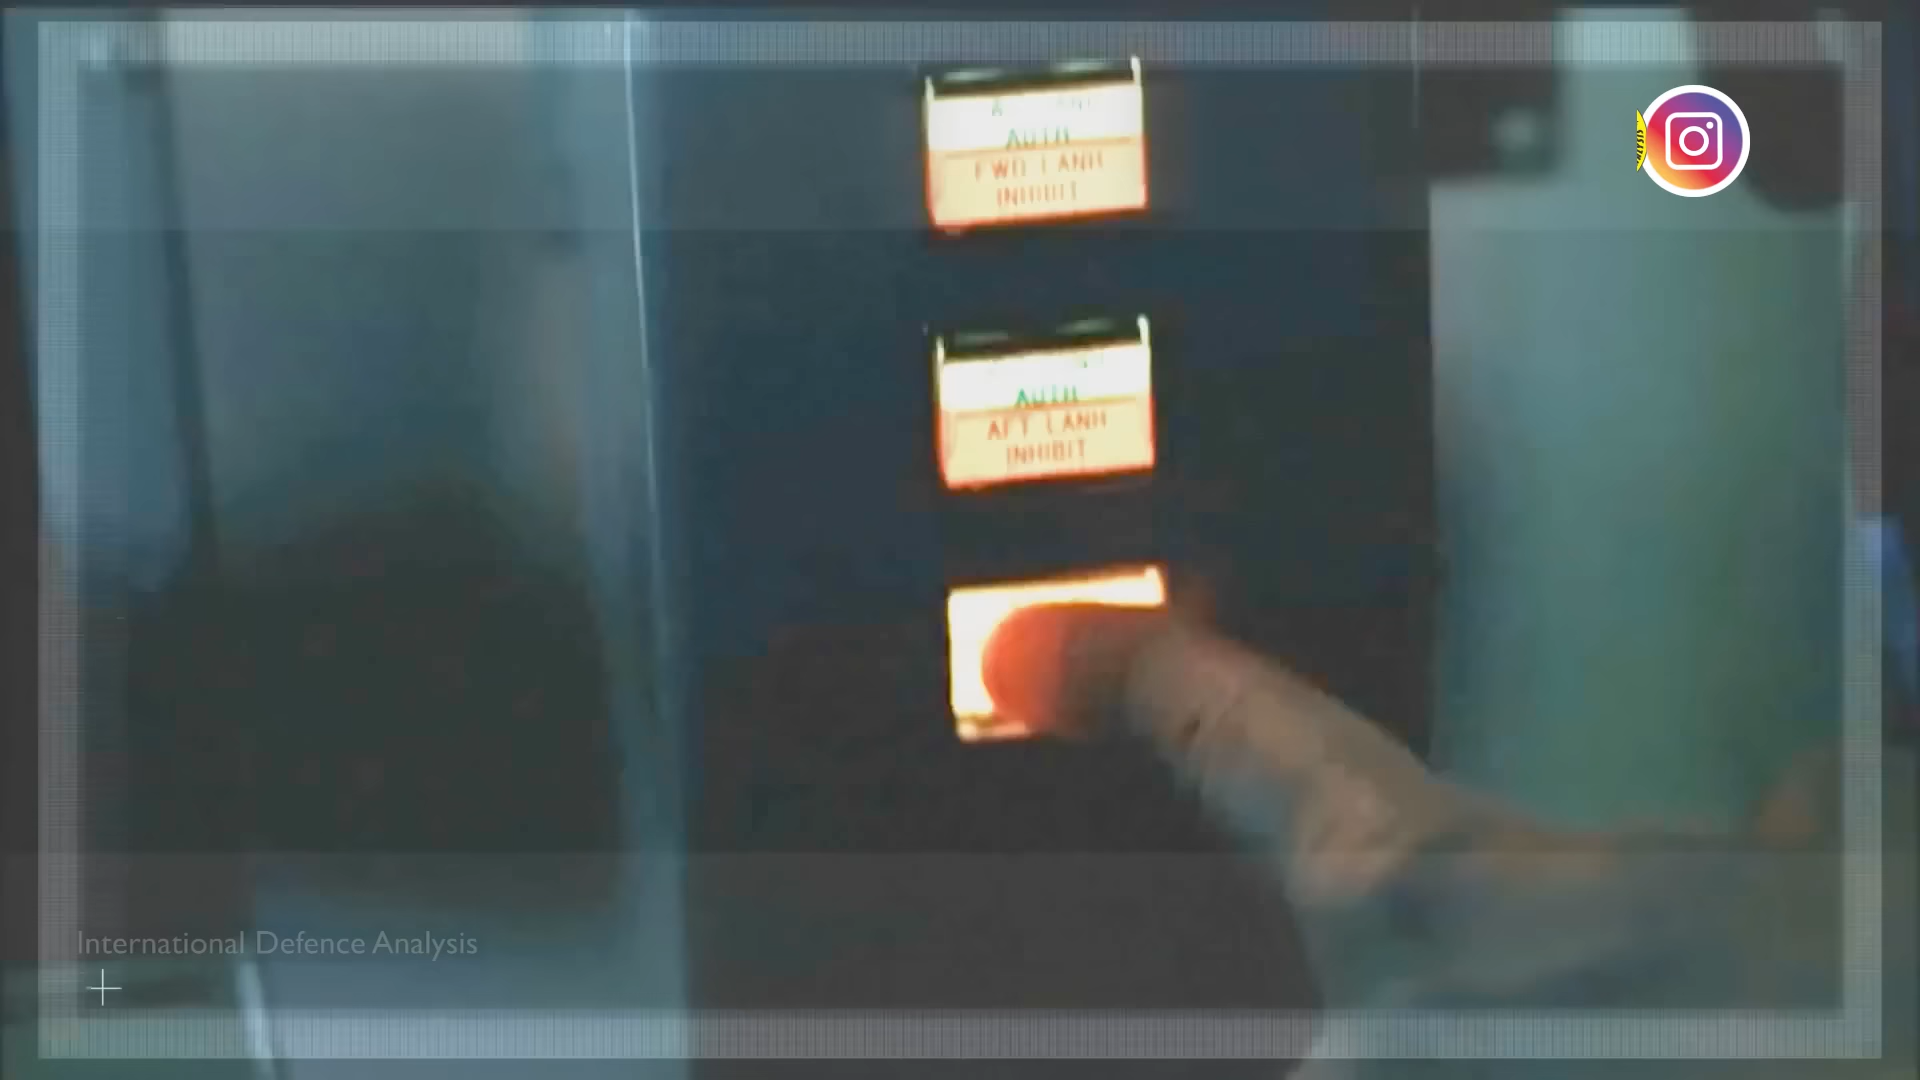 AUTH
FWD LANH
INHIBIT
AUTH
AFT LANH
INHIBIT
International Defence Analysis